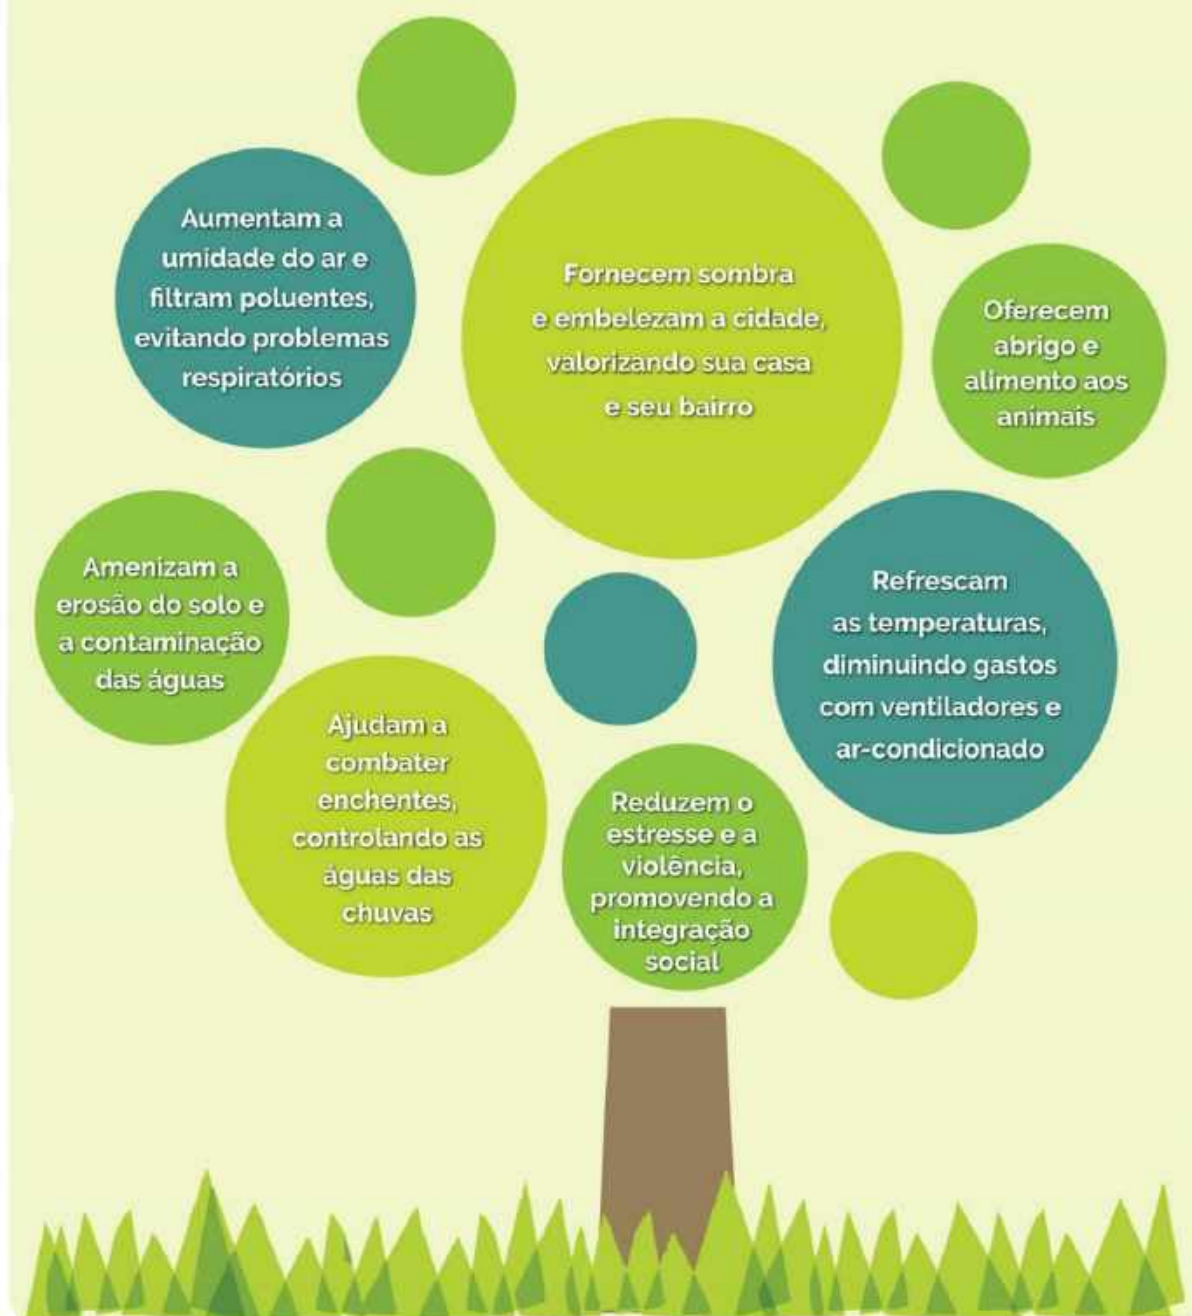 Aumentam a
umidade do ar e
filtram poluentes,
evitando problemas
respiratórios
Fornecem sombra
e embelezam a cidade,
valorizando sua casa
e seu bairro
Oferecem
abrigo e
alimento aos
animais
Amenizam a
erosão do solo e
a contaminação
das águas
Refrescam
as temperaturas,
diminuindo gastos
com ventiladores e
ar-condicionado
Ajudam a
combater
enchentes,
controlando as
águas das
chuvas
Reduzem o
estresse e a
violência,
promovendo a
integração
social